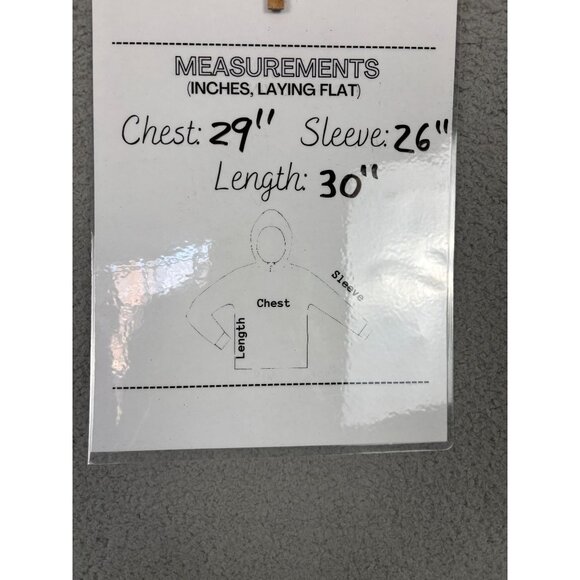 MEASUREMENTS
(INCHES, LAYING FLAT)
Chest: 29" Sleeve: 26"
Length: 30"
Sleeve
Chest
Length